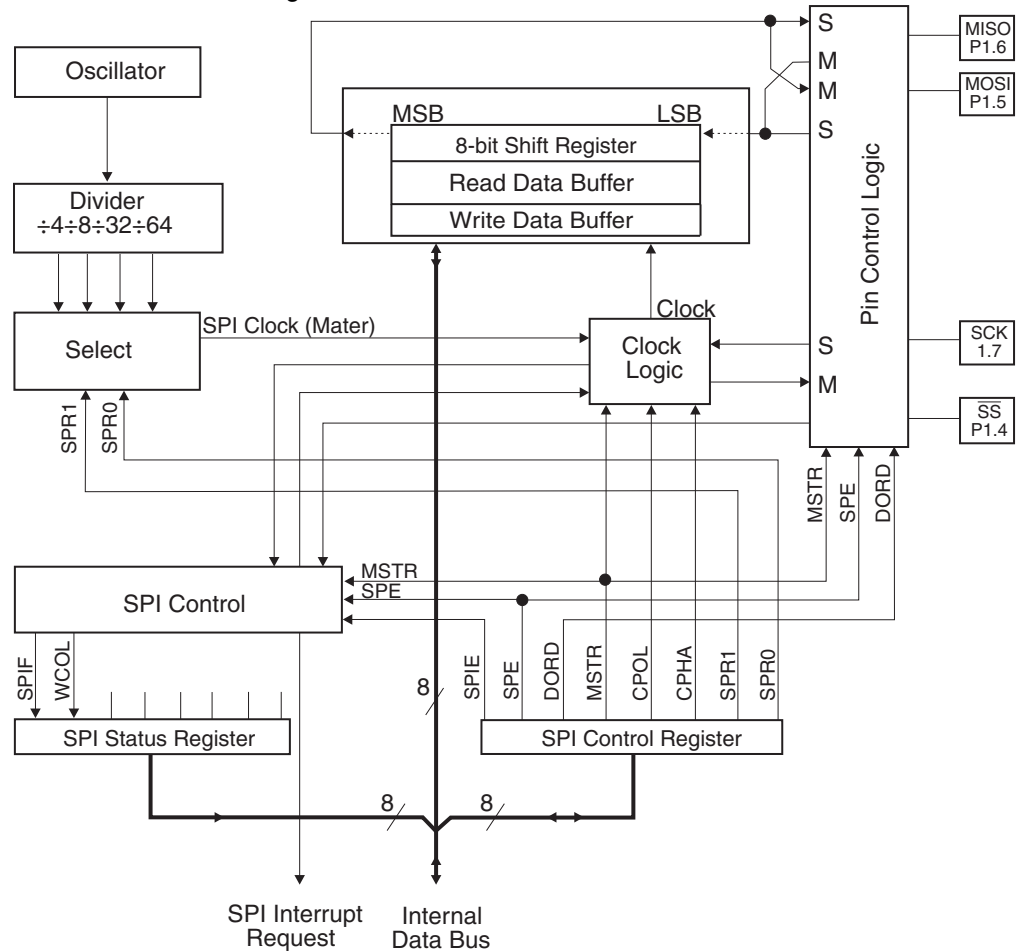 Oscillator
Divider
÷4÷8÷32÷64
Select
SPI Clock (Mater)
SPR1
SPR0
MSB
LSB
8-bit Shift Register
Read Data Buffer
Write Data Buffer
Clock
Clock
Logic
S
M
M
S
S
M
Pin Control Logic
MISO
P1.6
MOSI
P1.5
SCK
1.7
SS
P1.4
MSTR
SPE
DORD
SPI Control
MSTR
SPE
SPIF
WCOL
SPI Status Register
8
SPIE
SPE
DORD
MSTR
CPOL
CPHA
SPR1
SPR0
SPI Control Register
8
8
SPI Interrupt
Request
Internal
Data Bus